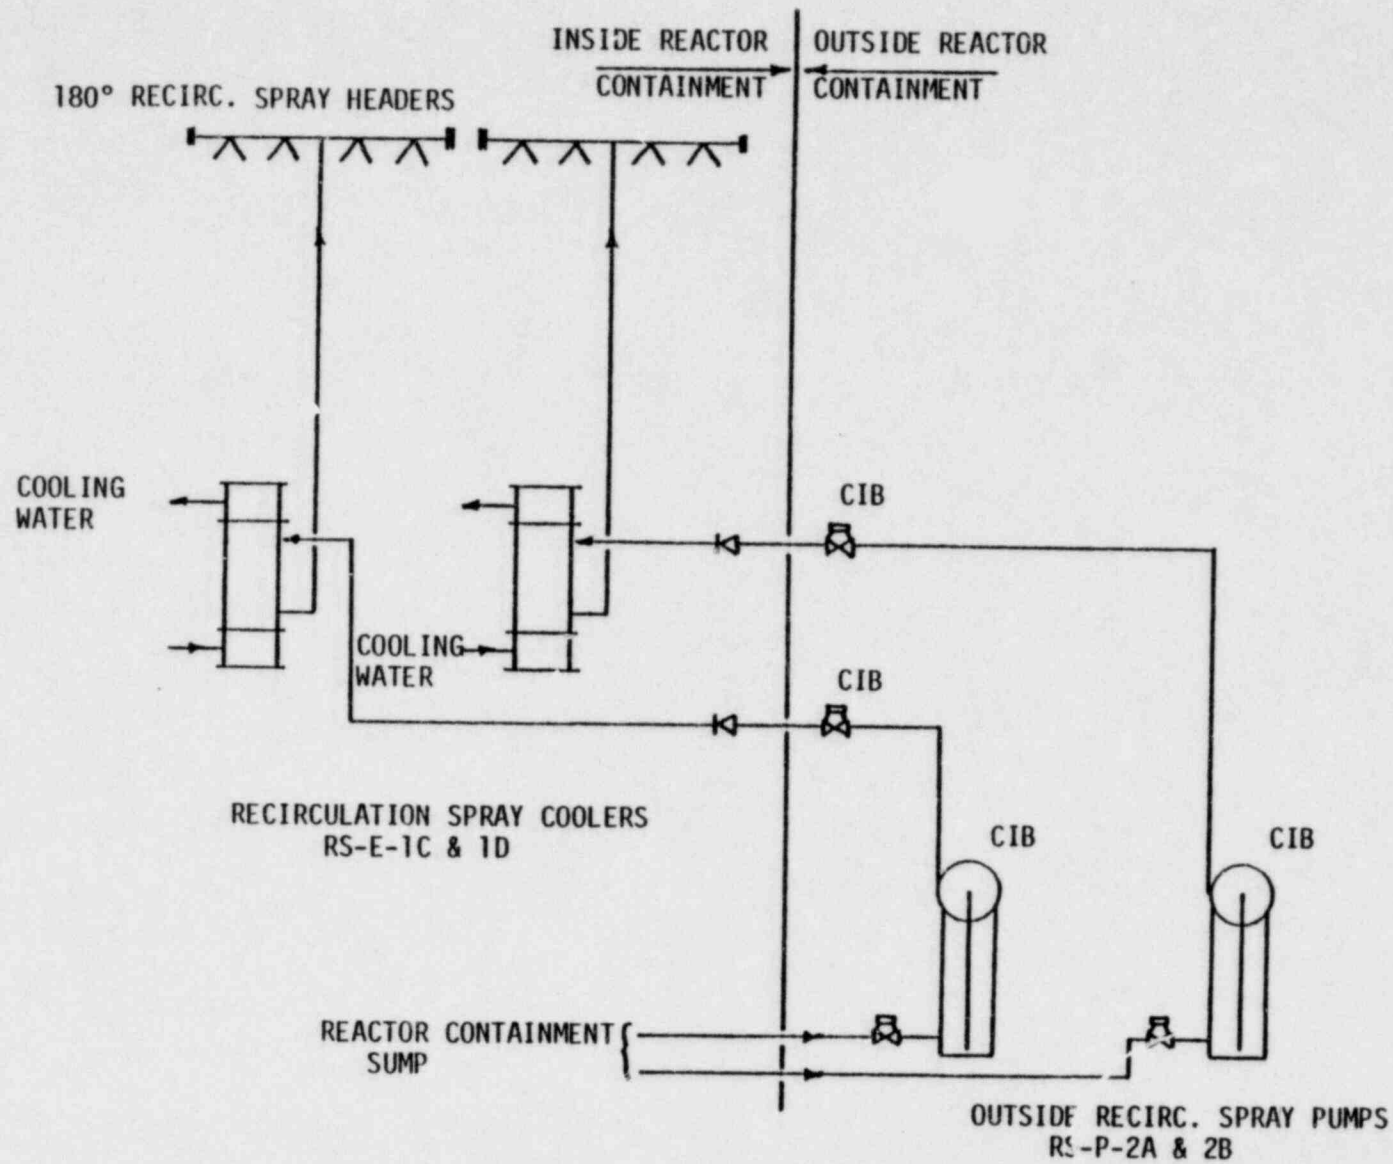 INSIDE REACTOR
CONTAINMENT
OUTSIDE REACTOR
CONTAINMENT
180° RECIRC. SPRAY HEADERS
COOLING
WATER
CIB
COOLING
WATER
CIB
RECIRCULATION SPRAY COOLERS
RS-E-1C & 1D
CIB
CIB
REACTOR CONTAINMENT
SUMP
OUTSIDE RECIRC. SPRAY PUMPS
RS-P-2A & 2B